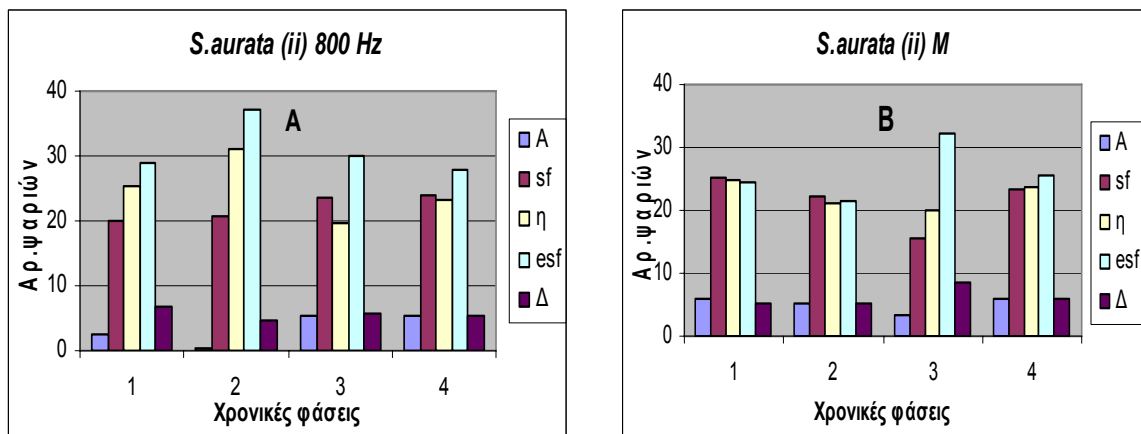 S.aurata (ii) 800 Hz
A
Αρ.ψαριών
40
30
20
10
0
1 2 3 4
Χρονικές φάσεις
Α
sf
η
esf
Δ
S.aurata (ii) M
B
Αρ.ψαριών
40
30
20
10
0
1 2 3 4
Χρονικές φάσεις
Α
sf
η
esf
Δ